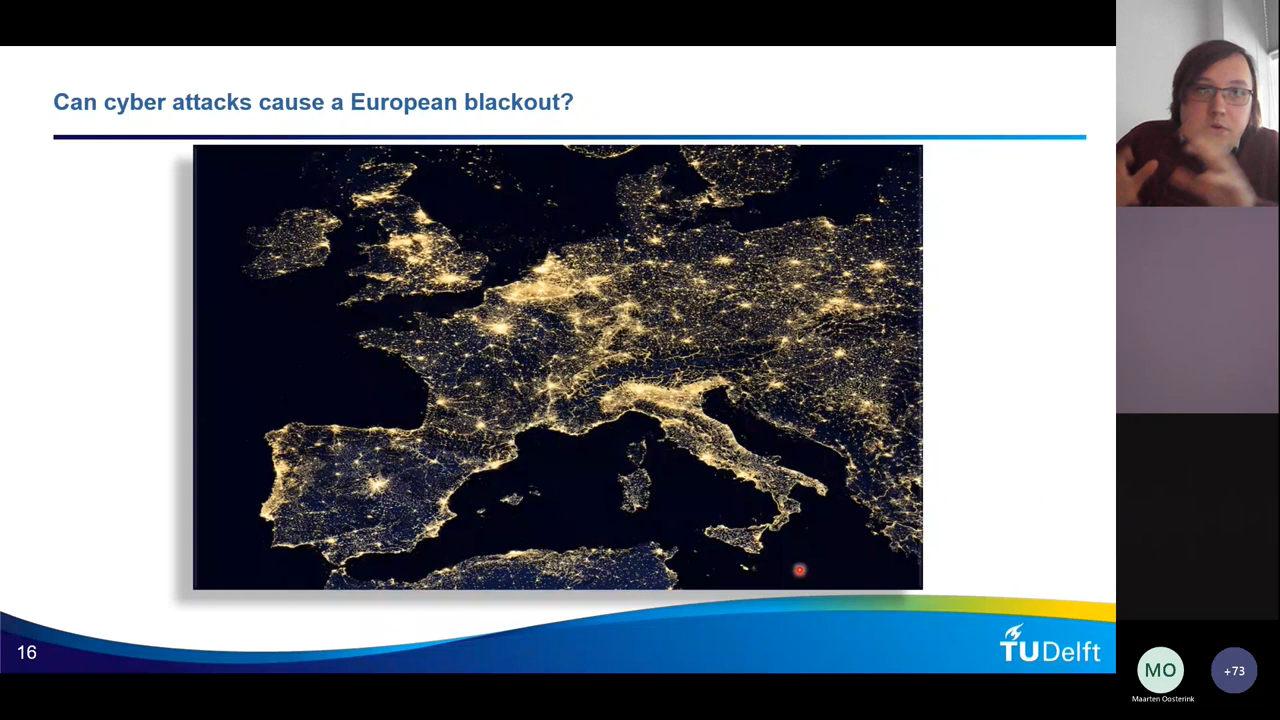 Can cyber attacks cause a European blackout?
16
TUDelft
MO
+73
Maarten Oosterink